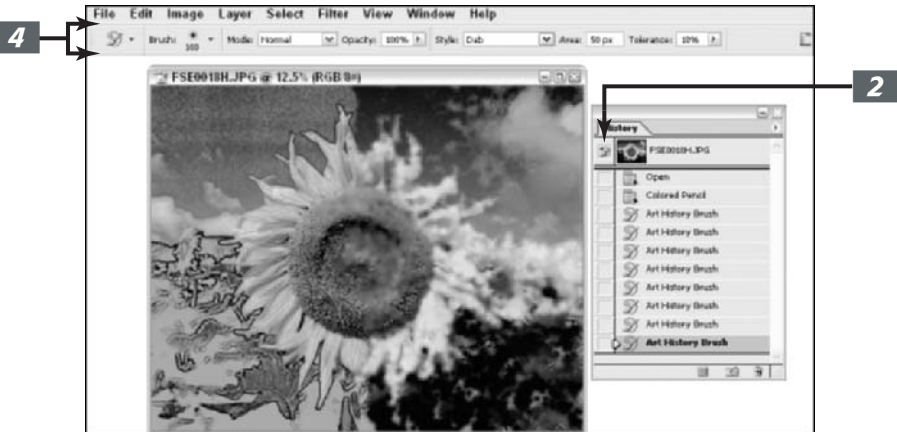 File Edit Image Layer Select Filter View Window Help
4
Brush: 100 Mode: Normal Opacity: 100% Style: Dab Area: 50 px Tolerance: 10%
FSE0018H.JPG @ 12.5% (RGB/8#)
2
History
FSE0018H.JPG
Open
Colored Pencil
Art History Brush
Art History Brush
Art History Brush
Art History Brush
Art History Brush
Art History Brush
Art History Brush
Art History Brush